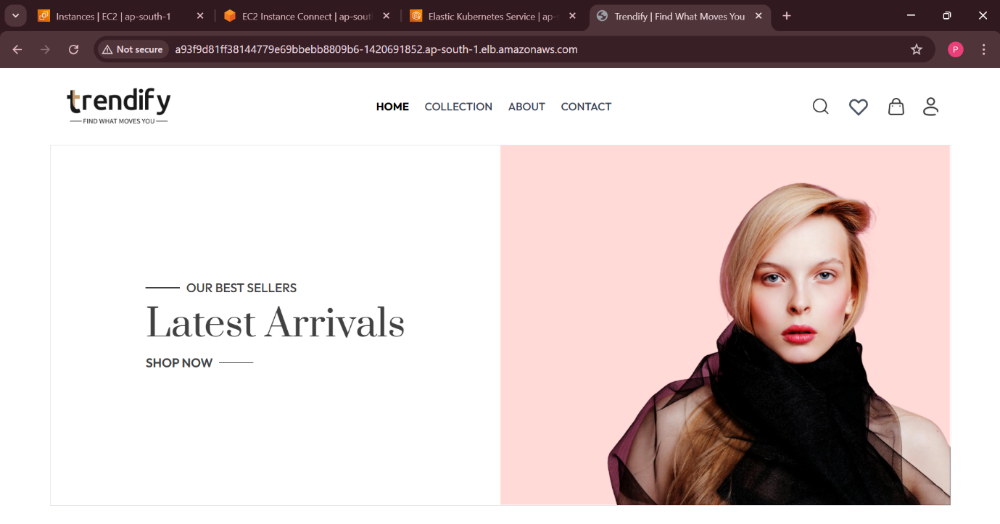 Instances | EC2 | ap-south-1
EC2 Instance Connect | ap-sout
Elastic Kubernetes Service | ap-s
Trendify | Find What Moves You
Not secure
a93f9d81ff38144779e69bbebb8809b6-1420691852.ap-south-1.elb.amazonaws.com
P
trendify
FIND WHAT MOVES YOU
HOME COLLECTION ABOUT CONTACT
OUR BEST SELLERS
Latest Arrivals
SHOP NOW